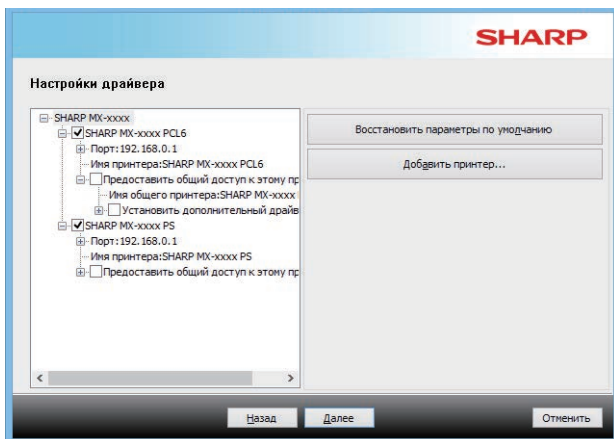 SHARP
Настройки драйвера
SHARP MX-xxxx
SHARP MX-xxxx PCL6
Порт:192.168.0.1
Имя принтера:SHARP MX-xxxx PCL6
Предоставить общий доступ к этому пр
Имя общего принтера:SHARP MX-xxxx
Установить дополнительный драйв
SHARP MX-xxxx PS
Порт:192.168.0.1
Имя принтера:SHARP MX-xxxx PS
Предоставить общий доступ к этому пр
Восстановить параметры по умолчанию
Добавить принтер...
Назад
Далее
Отменить